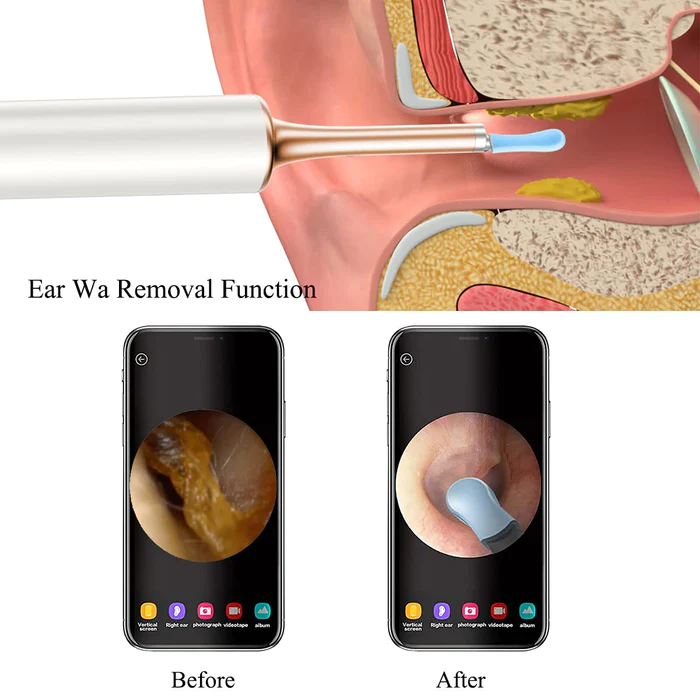 Ear Wa Removal Function
Vertical screen
Right ear
photograph
videotape
album
Vertical screen
Right ear
photograph
videotape
album
Before
After